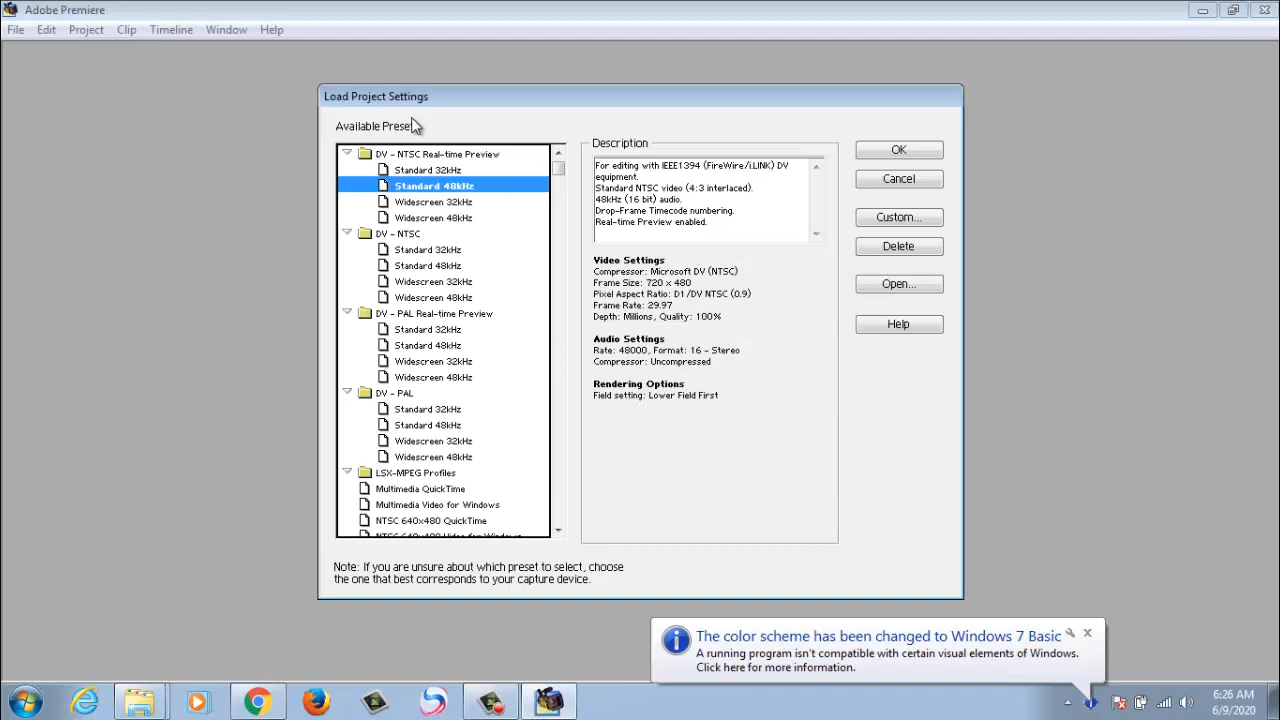 Adobe Premiere
File Edit Project Clip Timeline Window Help
Load Project Settings
Available Preset
DV - NTSC Real-time Preview
Standard 32kHz
Standard 48kHz
Widescreen 32kHz
Widescreen 48kHz
DV - NTSC
Standard 32kHz
Standard 48kHz
Widescreen 32kHz
Widescreen 48kHz
DV - PAL Real-time Preview
Standard 32kHz
Standard 48kHz
Widescreen 32kHz
Widescreen 48kHz
DV - PAL
Standard 32kHz
Standard 48kHz
Widescreen 32kHz
Widescreen 48kHz
LSX-MPEG Profiles
Multimedia QuickTime
Multimedia Video for Windows
NTSC 640x480 QuickTime
NTSC 640x480 Video for Windows
Description
For editing with IEEE1394 (FireWire/i.LINK) DV
equipment.
Standard NTSC video (4:3 interlaced).
48kHz (16 bit) audio.
Drop-Frame Timecode numbering.
Real-time Preview enabled.
Video Settings
Compressor: Microsoft DV (NTSC)
Frame Size: 720 x 480
Pixel Aspect Ratio: D1/DV NTSC (0.9)
Frame Rate: 29.97
Depth: Millions, Quality: 100%
Audio Settings
Rate: 48000, Format: 16 - Stereo
Compressor: Uncompressed
Rendering Options
Field setting: Lower Field First
OK
Cancel
Custom...
Delete
Open...
Help
Note: If you are unsure about which preset to select, choose
the one that best corresponds to your capture device.
The color scheme has been changed to Windows 7 Basic
A running program isn't compatible with certain visual elements of Windows.
Click here for more information.
6:26 AM
6/9/2020